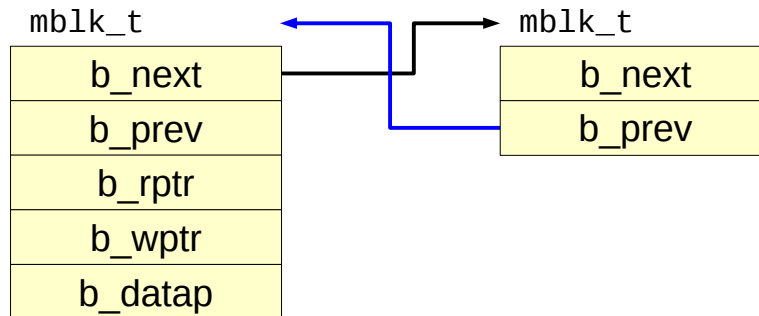 mblk_t
b_next
b_prev
b_rptr
b_wptr
b_datap
mblk_t
b_next
b_prev